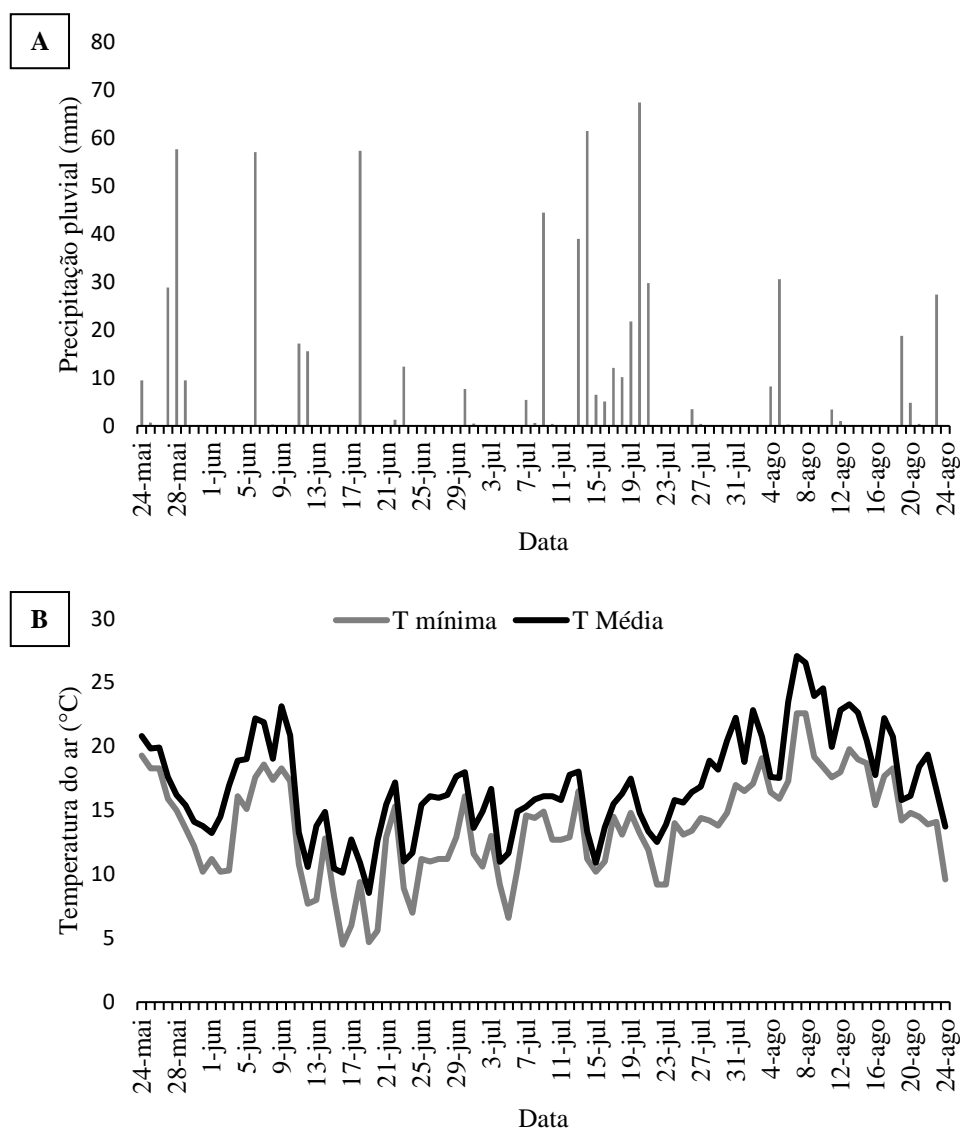 A
Precipitação pluvial (mm)
80
70
60
50
40
30
20
10
0
24-mai
28-mai
1-jun
5-jun
9-jun
13-jun
17-jun
21-jun
25-jun
29-jun
3-jul
7-jul
11-jul
15-jul
19-jul
23-jul
27-jul
31-jul
4-ago
8-ago
12-ago
16-ago
20-ago
24-ago
Data
B
T mínima T Média
Temperatura do ar (°C)
30
25
20
15
10
5
0
24-mai
28-mai
1-jun
5-jun
9-jun
13-jun
17-jun
21-jun
25-jun
29-jun
3-jul
7-jul
11-jul
15-jul
19-jul
23-jul
27-jul
31-jul
4-ago
8-ago
12-ago
16-ago
20-ago
24-ago
Data